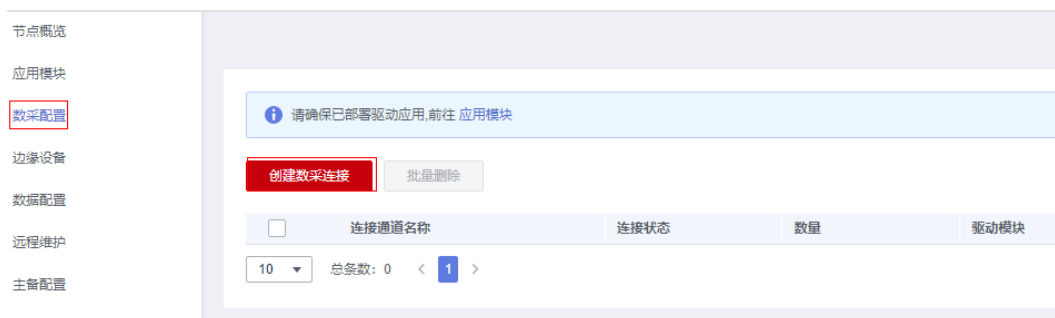 节点概览
应用模块
数采配置
边缘设备
数据配置
远程维护
主备配置
请确保已部署驱动应用,前往 应用模块
创建数采连接 批量删除
连接通道名称 连接状态 数量 驱动模块
10 总条数: 0 < 1 >